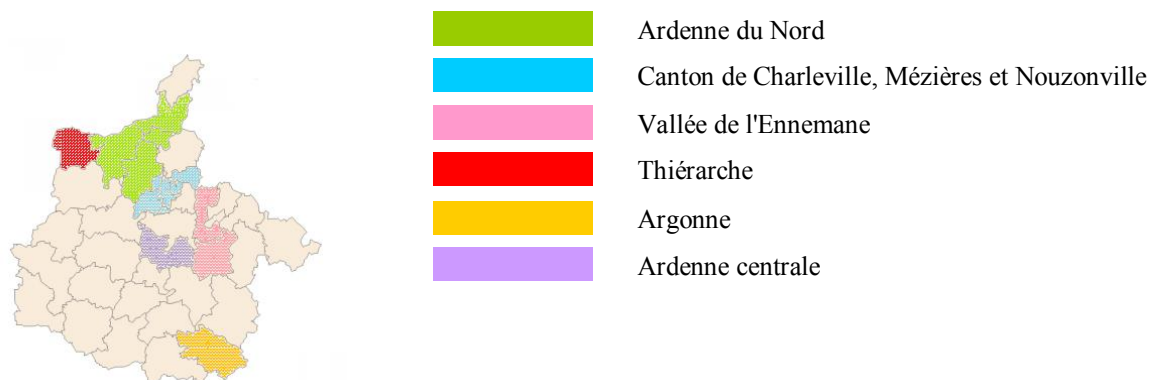 Ardenne du Nord
Canton de Charleville, Mézières et Nouzonville
Vallée de l'Ennemane
Thiérarche
Argonne
Ardenne centrale